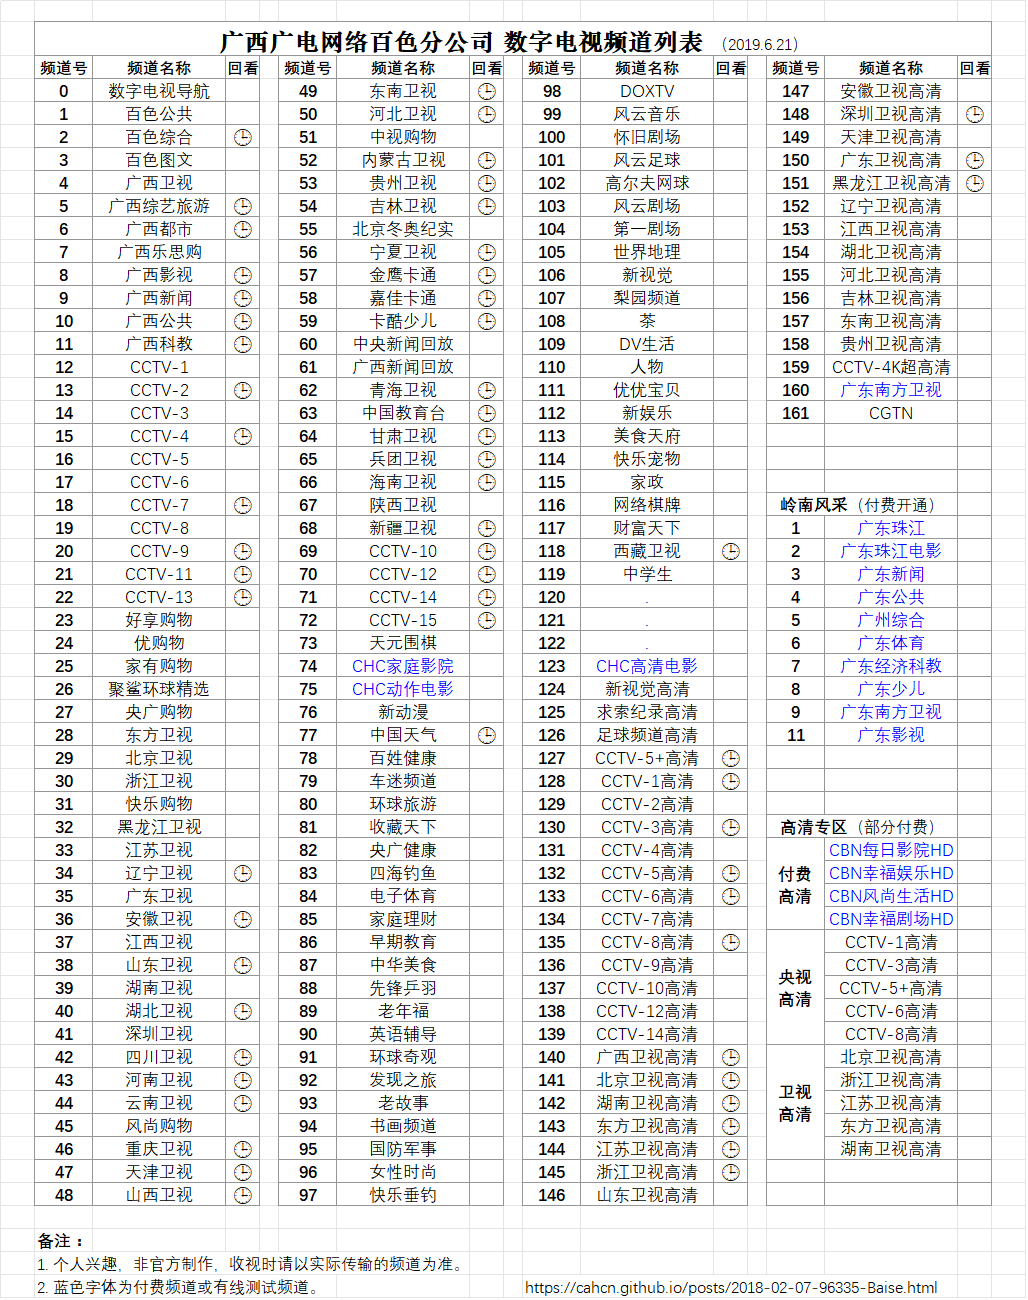 广西广电网络百色分公司 数字电视频道列表 （2019.6.21）
频道号 频道名称 回看 频道号 频道名称 回看 频道号 频道名称 回看 频道号 频道名称 回看
0 数字电视导航 49 东南卫视 98 DOXTV 147 安徽卫视高清
1 百色公共 50 河北卫视 99 风云音乐 148 深圳卫视高清
2 百色综合 51 中视购物 100 怀旧剧场 149 天津卫视高清
3 百色图文 52 内蒙古卫视 101 风云足球 150 广东卫视高清
4 广西卫视 53 贵州卫视 102 高尔夫网球 151 黑龙江卫视高清
5 广西综艺旅游 54 吉林卫视 103 风云剧场 152 辽宁卫视高清
6 广西都市 55 北京冬奥纪实 104 第一剧场 153 江西卫视高清
7 广西乐思购 56 宁夏卫视 105 世界地理 154 湖北卫视高清
8 广西影视 57 金鹰卡通 106 新视觉 155 河北卫视高清
9 广西新闻 58 嘉佳卡通 107 梨园频道 156 吉林卫视高清
10 广西公共 59 卡酷少儿 108 茶 157 东南卫视高清
11 广西科教 60 中央新闻回放 109 DV生活 158 贵州卫视高清
12 CCTV-1 61 广西新闻回放 110 人物 159 CCTV-4K超高清
13 CCTV-2 62 青海卫视 111 优优宝贝 160 广东南方卫视
14 CCTV-3 63 中国教育台 112 新娱乐 161 CGTN
15 CCTV-4 64 甘肃卫视 113 美食天府
16 CCTV-5 65 兵团卫视 114 快乐宠物
17 CCTV-6 66 海南卫视 115 家政
18 CCTV-7 67 陕西卫视 116 网络棋牌 岭南风采（付费开通）
19 CCTV-8 68 新疆卫视 117 财富天下 1 广东珠江
20 CCTV-9 69 CCTV-10 118 西藏卫视 2 广东珠江电影
21 CCTV-11 70 CCTV-12 119 中学生 3 广东新闻
22 CCTV-13 71 CCTV-14 120 . 4 广东公共
23 好享购物 72 CCTV-15 121 . 5 广州综合
24 优购物 73 天元围棋 122 . 6 广东体育
25 家有购物 74 CHC家庭影院 123 CHC高清电影 7 广东经济科教
26 聚鲨环球精选 75 CHC动作电影 124 新视觉高清 8 广东少儿
27 央广购物 76 新动漫 125 求索纪录高清 9 广东南方卫视
28 东方卫视 77 中国天气 126 足球频道高清 11 广东影视
29 北京卫视 78 百姓健康 127 CCTV-5+高清
30 浙江卫视 79 车迷频道 128 CCTV-1高清
31 快乐购物 80 环球旅游 129 CCTV-2高清
32 黑龙江卫视 81 收藏天下 130 CCTV-3高清 高清专区（部分付费）
33 江苏卫视 82 央广健康 131 CCTV-4高清 付费高清 CBN每日影院HD
34 辽宁卫视 83 四海钓鱼 132 CCTV-5高清 CBN幸福娱乐HD
35 广东卫视 84 电子体育 133 CCTV-6高清 CBN风尚生活HD
36 安徽卫视 85 家庭理财 134 CCTV-7高清 CBN幸福剧场HD
37 江西卫视 86 早期教育 135 CCTV-8高清 央视高清 CCTV-1高清
38 山东卫视 87 中华美食 136 CCTV-9高清 CCTV-3高清
39 湖南卫视 88 先锋乒羽 137 CCTV-10高清 CCTV-5+高清
40 湖北卫视 89 老年福 138 CCTV-12高清 CCTV-6高清
41 深圳卫视 90 英语辅导 139 CCTV-14高清 CCTV-8高清
42 四川卫视 91 环球奇观 140 广西卫视高清 卫视高清 北京卫视高清
43 河南卫视 92 发现之旅 141 北京卫视高清 浙江卫视高清
44 云南卫视 93 老故事 142 湖南卫视高清 江苏卫视高清
45 风尚购物 94 书画频道 143 东方卫视高清 东方卫视高清
46 重庆卫视 95 国防军事 144 江苏卫视高清 湖南卫视高清
47 天津卫视 96 女性时尚 145 浙江卫视高清
48 山西卫视 97 快乐垂钓 146 山东卫视高清
备注：
1. 个人兴趣，非官方制作，收视时请以实际传输的频道为准。
2. 蓝色字体为付费频道或有线测试频道。 https://cahcn.github.io/posts/2018-02-07-96335-Baise.html